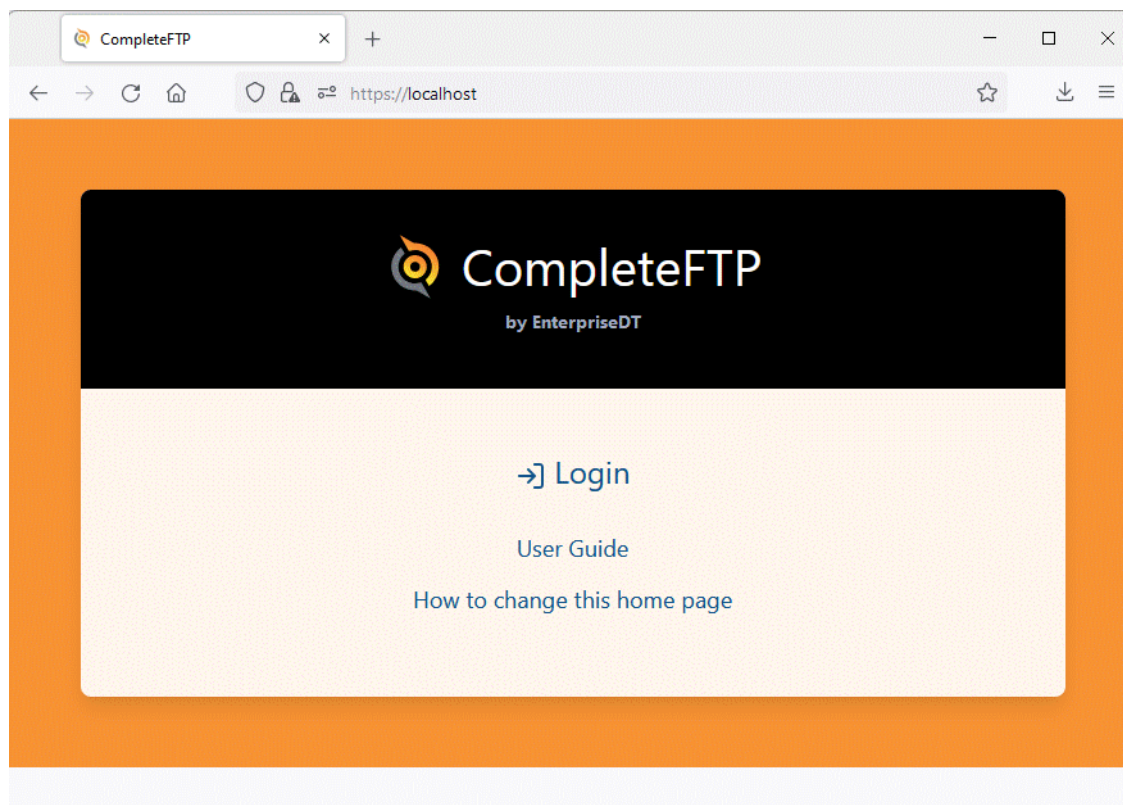 CompleteFTP
https://localhost
CompleteFTP
by EnterpriseDT
Login
User Guide
How to change this home page